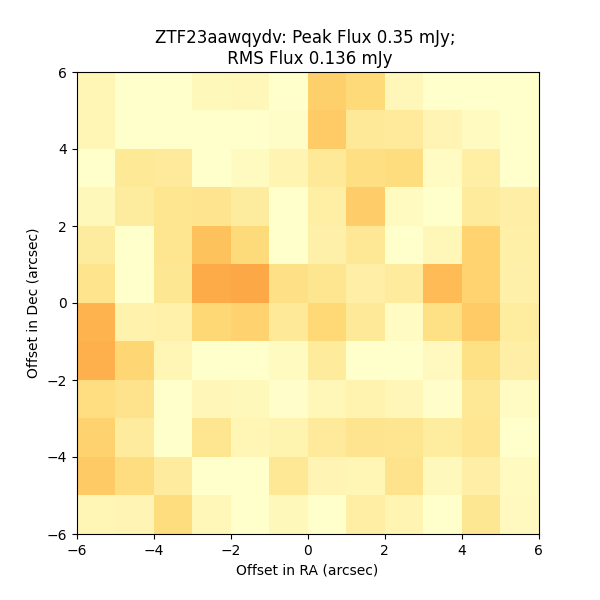 ZTF23aawqydv: Peak Flux 0.35 mJy;
RMS Flux 0.136 mJy
6
4
2
0
−2
−4
−6
Offset in Dec (arcsec)
−6 −4 −2 0 2 4 6
Offset in RA (arcsec)